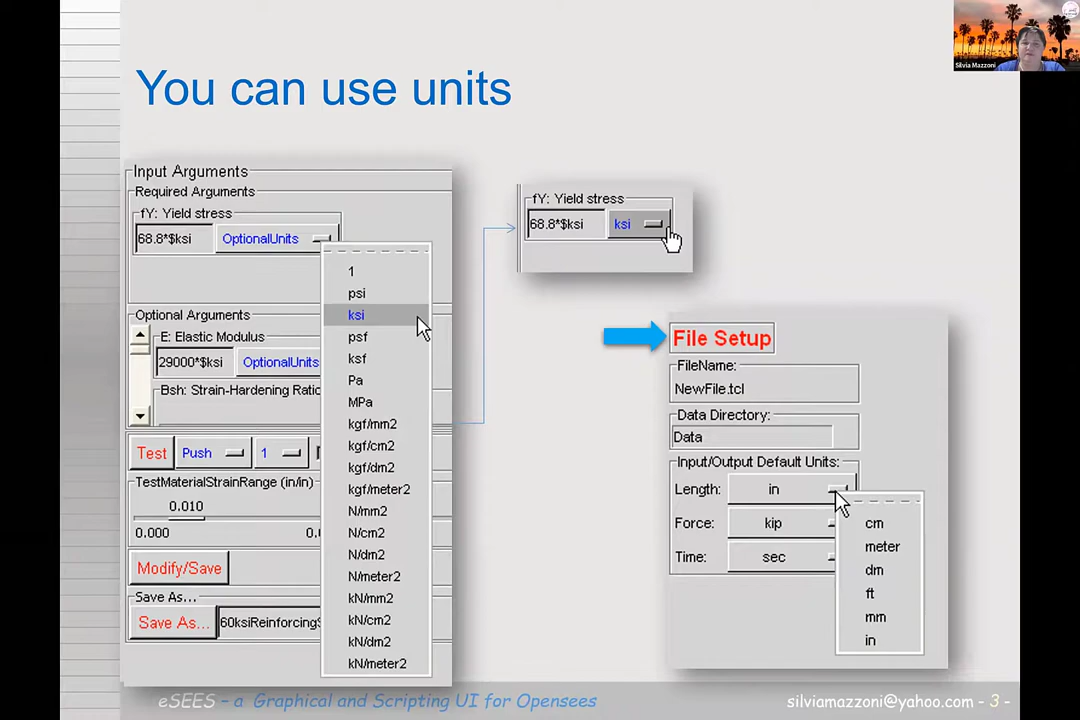 Silvia Mazzoni
You can use units
Input Arguments
Required Arguments
fY: Yield stress
68.8*$ksi OptionalUnits
1
psi
ksi
psf
ksf
Pa
MPa
kgf/mm2
kgf/cm2
kgf/dm2
kgf/meter2
N/mm2
N/cm2
N/dm2
N/meter2
kN/mm2
kN/cm2
kN/dm2
kN/meter2
Optional Arguments
E: Elastic Modulus
29000*$ksi OptionalUnits
Bsh: Strain-Hardening Ratio
Test Push 1
TestMaterialStrainRange (in/in)
0.010
0.000
Modify/Save
Save As...
Save As...
fY: Yield stress
68.8*$ksi ksi
File Setup
FileName:
NewFile.tcl
Data Directory:
Data
Input/Output Default Units:
Length: in
Force: kip
Time: sec
cm
meter
dm
ft
mm
in
eSEES – a Graphical and Scripting UI for Opensees
silviamazzoni@yahoo.com - 3 -